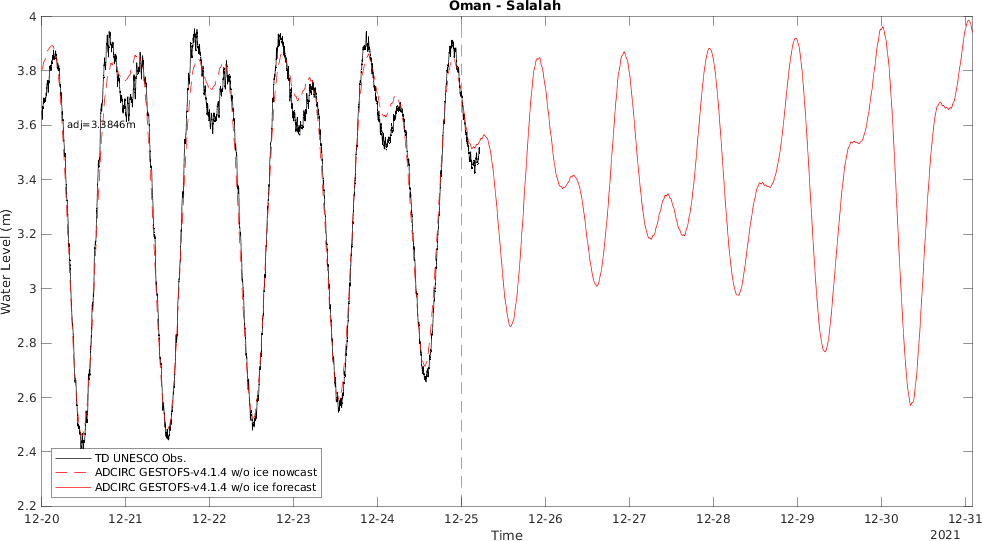 Oman - Salalah
4
3.8
3.6
3.4
3.2
3
2.8
2.6
2.4
2.2
Water Level (m)
adj=3.3846m
TD UNESCO Obs.
ADCIRC GESTOFS-v4.1.4 w/o ice nowcast
ADCIRC GESTOFS-v4.1.4 w/o ice forecast
12-20 12-21 12-22 12-23 12-24 12-25 12-26 12-27 12-28 12-29 12-30 12-31
Time
2021